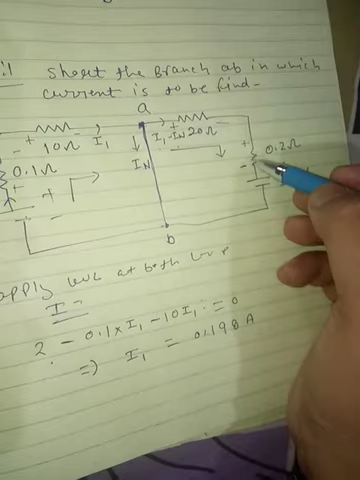 .1 Short the Branch ab in which
current is to be find-
a
+ 10Ω I₁
+ 20Ω
I₁-IN
IN
0.1Ω
+
-
+
-
0.2Ω
b
apply KVL at both loop
I
2 - 0.1 x I₁ - 10I₁ = 0
=> I₁ = 0.198 A